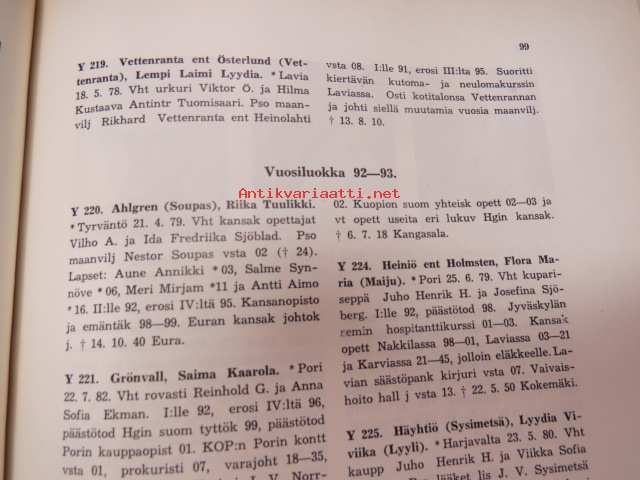 99
Y 219. Vettenranta ent Österlund (Vet-
tenranta), Lempi Laimi Lyydia. *Lavia
18. 5. 78. Vht urkuri Viktor Ö. ja Hilma
Kustaava Antintr Tuomisaari. Pso maan-
vilj Rikhard Vettenranta ent Heinolahti
vsta 08. I:lle 91, erosi III:lta 95. Suoritti
kiertävän kutoma- ja neulomakurssin
Laviassa. Osti kotitalonsa Vettenrannan
ja johti siellä muutamia vuosia maanvilj.
† 13. 8. 10.
Vuosiluokka 92—93.
Antikvariaatti.net
Y 220. Ahlgren (Soupas), Riika Tuulikki.
*Tyrväntö 21. 4. 79. Vht kansak opettajat
Vilho A. ja Ida Fredriika Sjöblad. Pso
maanvilj Nestor Soupas vsta 02 († 24).
Lapset: Aune Annikki *03, Salme Syn-
növe *06, Meri Mirjam *11 ja Antti Aimo
*16. II:lle 92, erosi IV:ltä 95. Kansanopisto
ja emäntäk 98—99. Euran kansak johtok
j. † 14. 10. 40 Eura.
Y 221. Grönvall, Saima Kaarola. *Pori
22. 7. 82. Vht rovasti Reinhold G. ja Anna
Sofia Ekman. I:lle 92, erosi IV:ltä 96,
päästötod Hgin suom tyttök 99, päästötod
Porin kauppaopist 01. KOP:n Porin kontt
vsta 01, prokuristi 07, varajoht 18—35,
J. V. Norr-
02. Kuopion suom yhteisk opett 02—03 ja
vt opett useita eri lukuv Hgin kansak.
† 6. 7. 18 Kangasala.
Y 224. Heiniö ent Holmsten, Flora Ma-
ria (Maiju). *Pori 25. 6. 79. Vht kupari-
seppä Juho Henrik H. ja Josefina Sjö-
berg. I:lle 92, päästötod 98. Jyväskylän
semin hospitanttikurssi 01—03. Kansak
opett Nakkilassa 98—01, Laviassa 03—21
ja Karviassa 21—45, jolloin eläkkeelle. La-
vian säästöpank kirjuri vsta 07. Vaivais-
hoito hall j vsta 13. † 22. 5. 50 Kokemäki.
Y 225. Häyhtiö (Sysimetsä), Lyydia Vi-
viika (Lyyli). *Harjavalta 23. 5. 80. Vht
kaupp Juho Henrik H. ja Viikka Sofia
lääket lis J. V. Sysimetsä